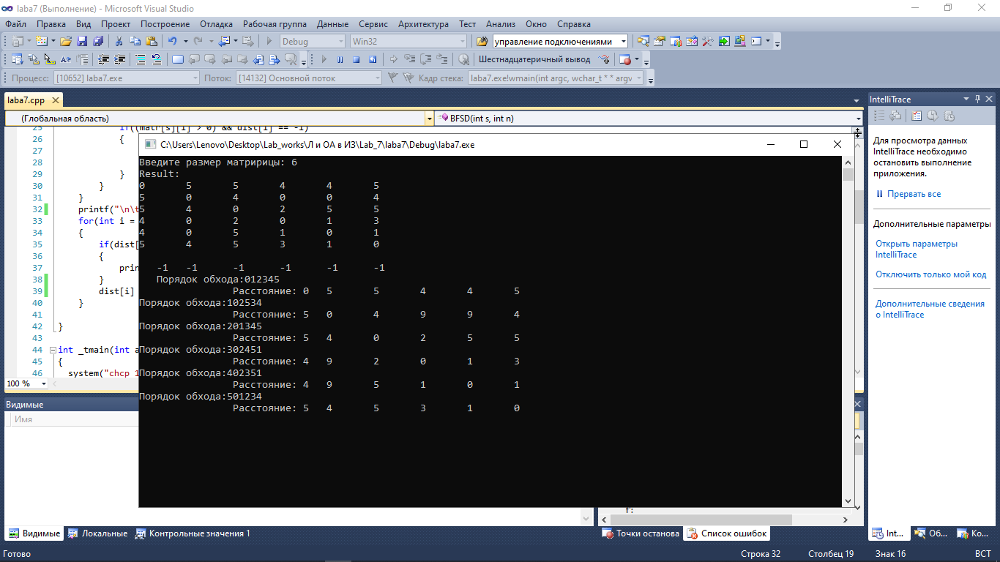 laba7 (Выполнение) - Microsoft Visual Studio
Файл Правка Вид Проект Построение Отладка Рабочая группа Данные Сервис Архитектура Тест Анализ Окно Справка
Debug Win32 управление подключениями
Шестнадцатеричный вывод
Процесс: [10652] laba7.exe Поток: [14132] Основной поток Кадр стека: laba7.exe!wmain(int argc, wchar_t * * argv
laba7.cpp
(Глобальная область) BFSD(int s, int n)
25 if((matr[s][i] > 0) && dist[i] == -1)
26 {
27
28
29 }
30 }
31 }
32 printf("\n\t
33 for(int i =
34 {
35 if(dist[
36 {
37 prin
38 }
39 dist[i]
40 }
41
42 }
43
44 int _tmain(int a
45 {
46 system("chcp 1
100 %
C:\Users\Lenovo\Desktop\Lab_works\Л и ОА в ИЗ\Lab_7\laba7\Debug\laba7.exe
Введите размер матририцы: 6
Result:
0 5 5 4 4 5
5 0 4 0 0 4
5 4 0 2 5 5
4 0 2 0 1 3
4 0 5 1 0 1
5 4 5 3 1 0
-1 -1 -1 -1 -1 -1
Порядок обхода:012345
Расстояние: 0 5 5 4 4 5
Порядок обхода:102534
Расстояние: 5 0 4 9 9 4
Порядок обхода:201345
Расстояние: 5 4 0 2 5 5
Порядок обхода:302451
Расстояние: 4 9 2 0 1 3
Порядок обхода:402351
Расстояние: 4 9 5 1 0 1
Порядок обхода:501234
Расстояние: 5 4 5 3 1 0
IntelliTrace
Для просмотра данных
IntelliTrace необходимо
остановить выполнение
приложения.
Прервать все
Дополнительные параметры
Открыть параметры
IntelliTrace
Отключить только мой код
Дополнительные сведения
о IntelliTrace
Видимые
Имя
Видимые Локальные Контрольные значения 1
Точки останова Список ошибок
Int... Об... Ко...
Готово Строка 32 Столбец 19 Знак 16 ВСТ